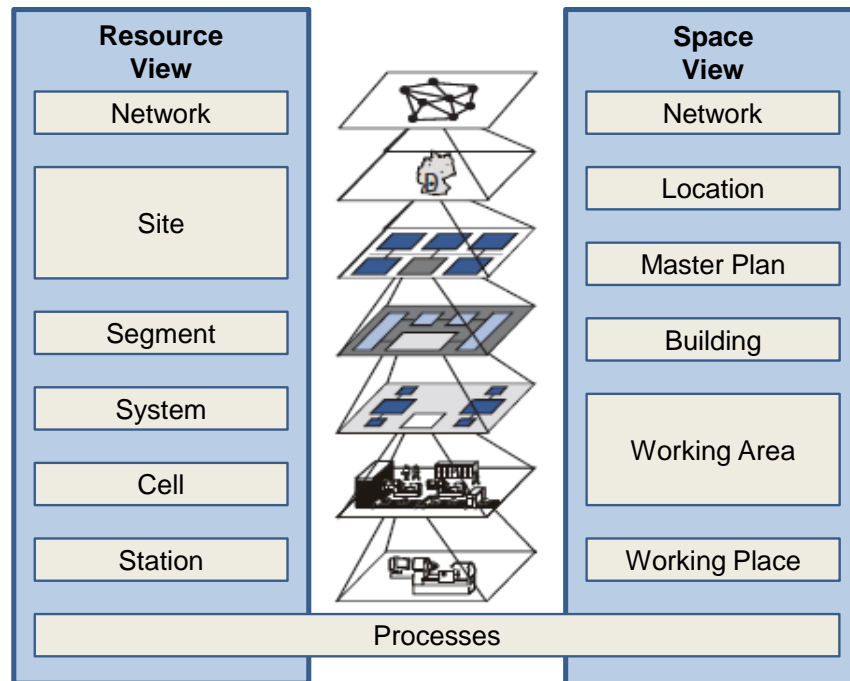 Resource
View
Network
Site
Segment
System
Cell
Station
D
Space
View
Network
Location
Master Plan
Building
Working Area
Working Place
Processes